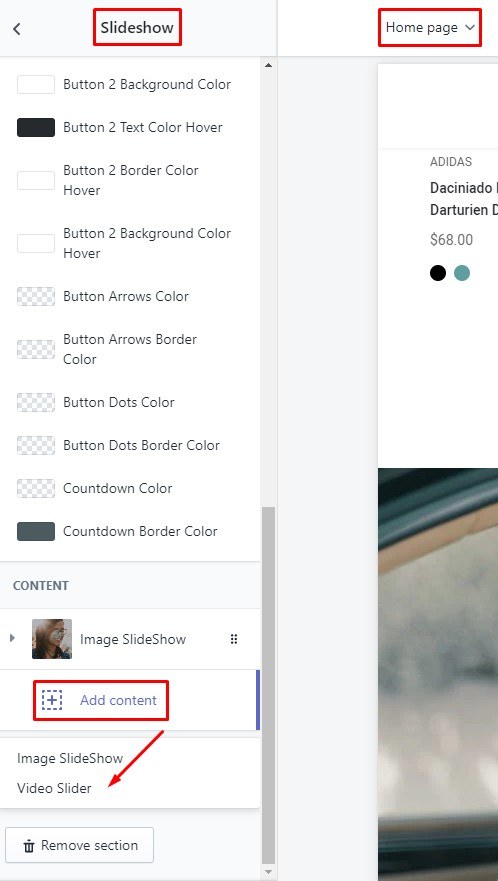 Slideshow
Home page
Button 2 Background Color
Button 2 Text Color Hover
Button 2 Border Color
Hover
Button 2 Background Color
Hover
Button Arrows Color
Button Arrows Border
Color
Button Dots Color
Button Dots Border Color
Countdown Color
Countdown Border Color
CONTENT
Image SlideShow
Add content
Image SlideShow
Video Slider
Remove section
ADIDAS
Daciniado
Darturien D
$68.00